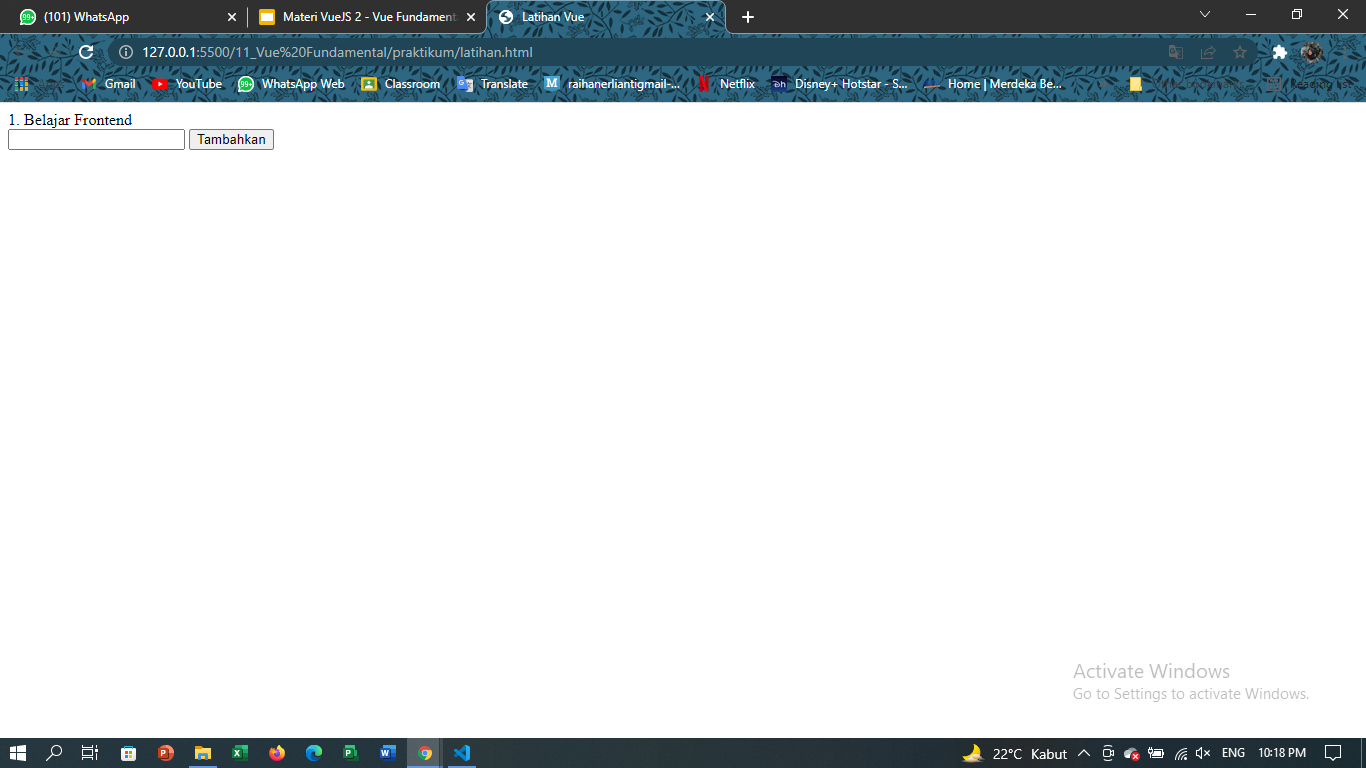 (101) WhatsApp
Materi VueJS 2 - Vue Fundament
Latihan Vue
127.0.0.1:5500/11_Vue%20Fundamental/praktikum/latihan.html
Gmail YouTube WhatsApp Web Classroom Translate raihanerliantigmail-... Netflix Disney+ Hotstar - S... Home | Merdeka Be...
1. Belajar Frontend
Tambahkan
Activate Windows
Go to Settings to activate Windows.
22°C Kabut ENG 10:18 PM